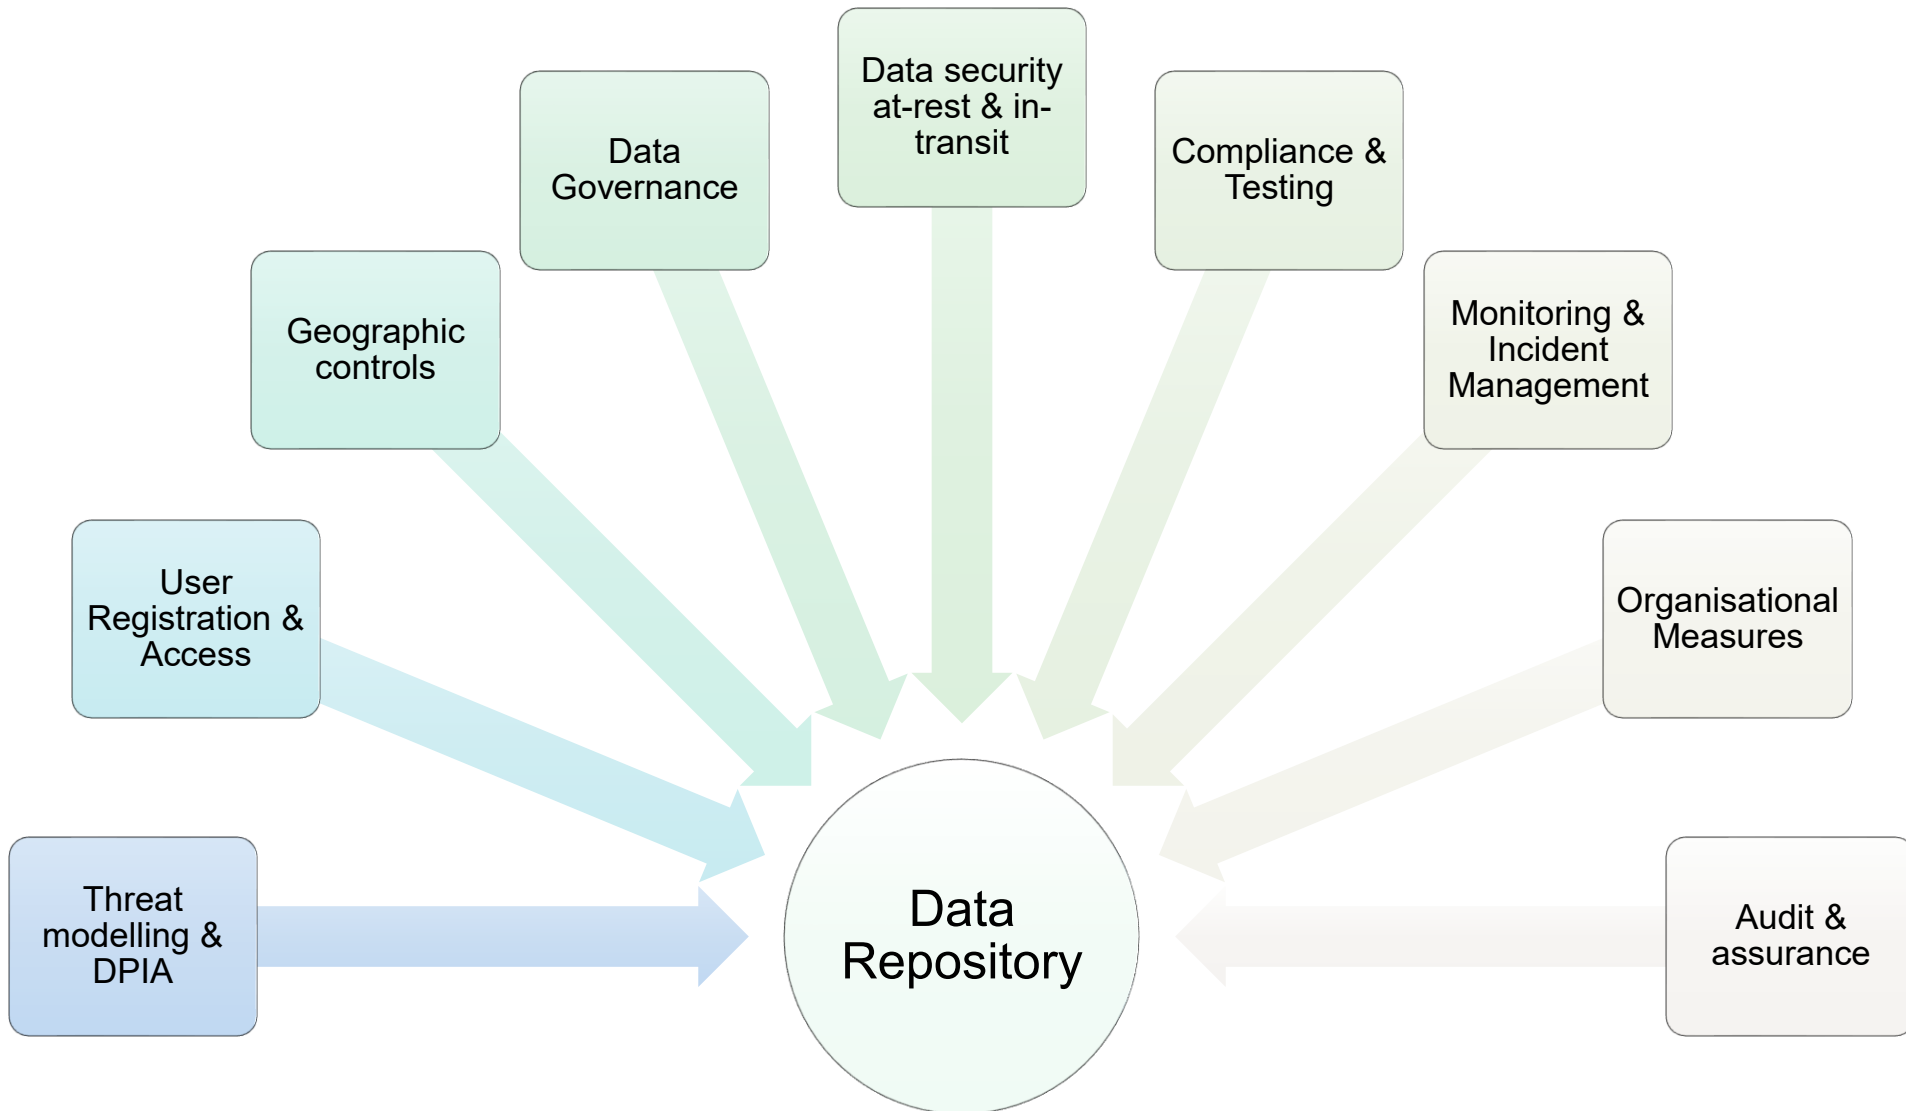 Data security
at-rest & in-
transit
Data
Governance
Compliance &
Testing
Geographic
controls
Monitoring &
Incident
Management
User
Registration &
Access
Organisational
Measures
Threat
modelling &
DPIA
Data
Repository
Audit &
assurance